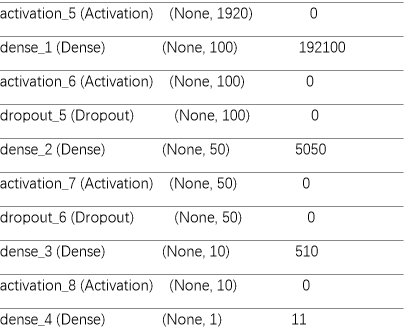 activation_5 (Activation) (None, 1920) 0
dense_1 (Dense) (None, 100) 192100
activation_6 (Activation) (None, 100) 0
dropout_5 (Dropout) (None, 100) 0
dense_2 (Dense) (None, 50) 5050
activation_7 (Activation) (None, 50) 0
dropout_6 (Dropout) (None, 50) 0
dense_3 (Dense) (None, 10) 510
activation_8 (Activation) (None, 10) 0
dense_4 (Dense) (None, 1) 11